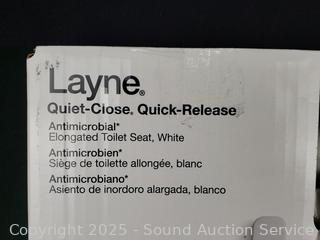 Layne®
Quiet-Close® Quick-Release
Antimicrobial*
Elongated Toilet Seat, White
Antimicrobien*
Siège de toilette allongée, blanc
Antimicrobiano*
Asiento de inordoro alargada, blanco
Copyright 2025 - Sound Auction Service